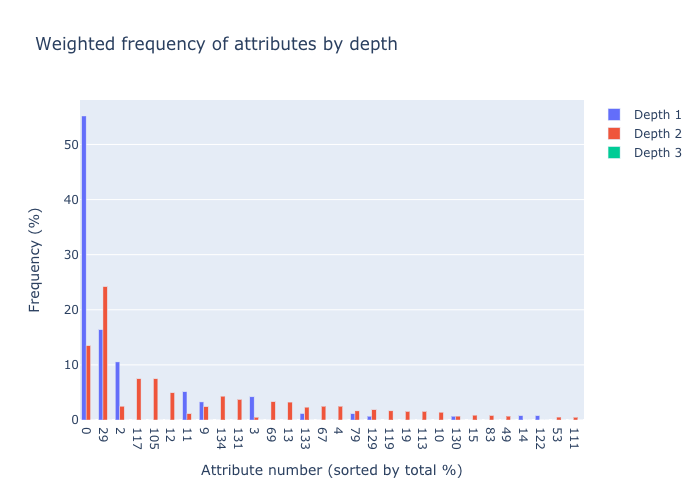 Weighted frequency of attributes by depth
Depth 1
Depth 2
Depth 3
Frequency (%)
50
40
30
20
10
0
0 29 2 117 105 12 11 9 134 131 3 69 13 133 67 4 79 129 119 19 113 10 130 15 83 49 14 122 53 111
Attribute number (sorted by total %)